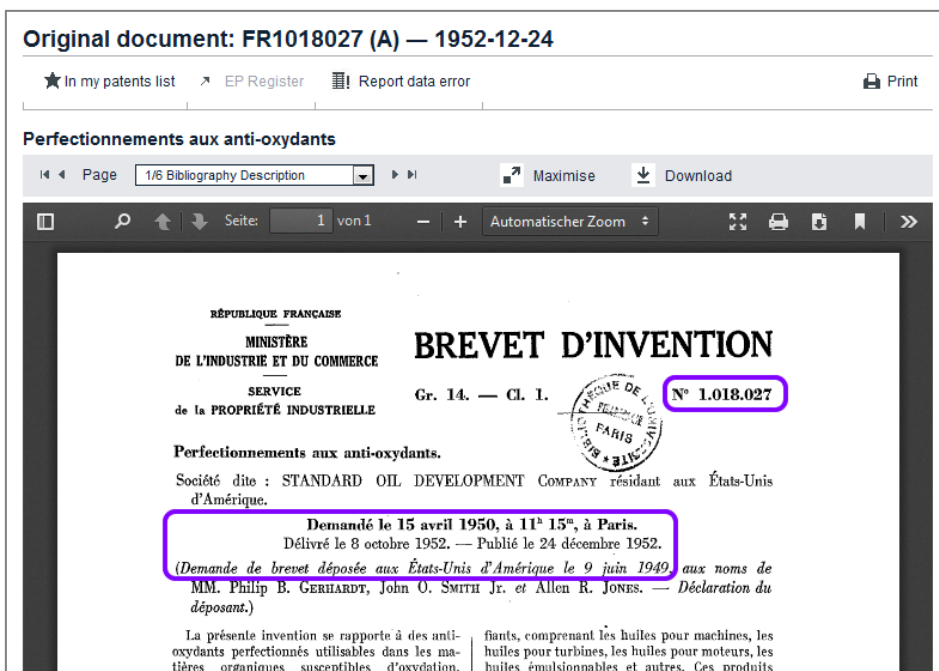 Original document: FR1018027 (A) — 1952-12-24
In my patents list
EP Register
Report data error
Print
Perfectionnements aux anti-oxydants
Page
1/6 Bibliography Description
Maximise
Download
Seite:
1
von 1
Automatischer Zoom
RÉPUBLIQUE FRANÇAISE
MINISTÈRE
DE L'INDUSTRIE ET DU COMMERCE
SERVICE
de la PROPRIÉTÉ INDUSTRIELLE
BREVET D'INVENTION
Gr. 14. — Cl. 1.
N° 1.018.027
PARIS
Perfectionnements aux anti-oxydants.
Société dite : STANDARD OIL DEVELOPMENT COMPANY résidant aux États-Unis
d'Amérique.
Demandé le 15 avril 1950, à 11h 15m, à Paris.
Délivré le 8 octobre 1952. — Publié le 24 décembre 1952.
(Demande de brevet déposée aux États-Unis d'Amérique le 9 juin 1949, aux noms de
MM. Philip B. GERHARDT, John O. SMITH Jr. et Allen R. JONES. — Déclaration du
déposant.)
La présente invention se rapporte à des anti-
oxydants perfectionnés utilisables dans les ma-
tières organiques susceptibles d'oxydation,
fiants, comprenant les huiles pour machines, les
huiles pour turbines, les huiles pour moteurs, les
huiles émulsionnables et autres. Ces produits